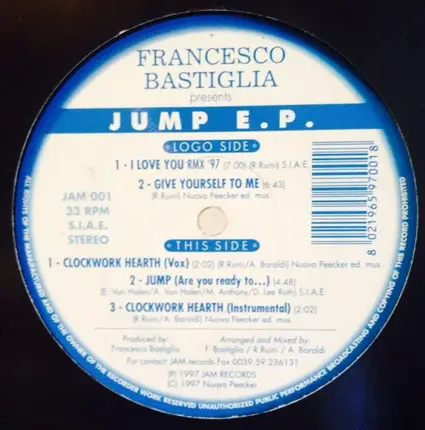 FRANCESCO
BASTIGLIA
presents
JUMP E.P.
LOGO SIDE
1 - I LOVE YOU RMX '97 (7:00) (R.Ruini) S.I.A.E.
2 - GIVE YOURSELF TO ME (6:43)
(R.Ruini) Nuova Peecker ed. mus.
JAM 001
33 RPM
S.I.A.E.
STEREO
8 021965 970018
THIS SIDE
1 - CLOCKWORK HEARTH (Vox) (2:02) (R.Ruini/A. Baraldi) Nuova Peecker ed. mus.
2 - JUMP (Are you ready to...) (4:48)
(E. Van Halen/A. Van Halen/M. Anthony/D. Lee Roth) S.I.A.E.
3 - CLOCKWORK HEARTH (Instrumental) (2:02)
(R.Ruini/A. Baraldi) Nuova Peecker ed. mus.
Produced by:
Francesco Bastiglia
Arranged and Mixed by:
F. Bastiglia / R.Ruini / A. Baraldi
For contact JAM records Fax 0039 59 236131
(P) 1997 JAM RECORDS
(C) 1997 Nuova Peecker
ALL RIGHTS OF THE MANUFACTURER AND OF THE OWNER OF THE RECORDER WORK RESERVED UNAUTHORIZED PUBLIC PERFORMANCE BROADCASTING AND COPYING OF THIS RECORD PROHIBITED